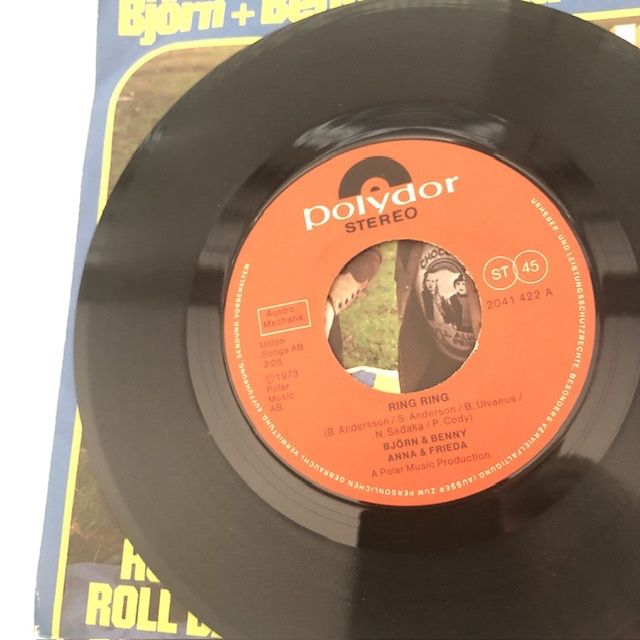 Björn +
polydor
STEREO
ST 45
2041 422 A
Austro
Mechana
Union
Songs AB
3:05
℗ 1973
Polar
Music
AB
RING RING
(B. Andersson / S. Anderson / B. Ulvaeus /
N. Sedaka / P. Cody)
BJÖRN & BENNY
ANNA & FRIEDA
A Polar Music Production
URHEBER- UND LEISTUNGSSCHUTZRECHTE, BESONDERS VERVIELFÄLTIGUNG (AUSSER ZUM PERSÖNLICHEN GEBRAUCH), VERMIETUNG, AUFFÜHRUNG, SENDUNG VORBEHALTEN!
ROLL